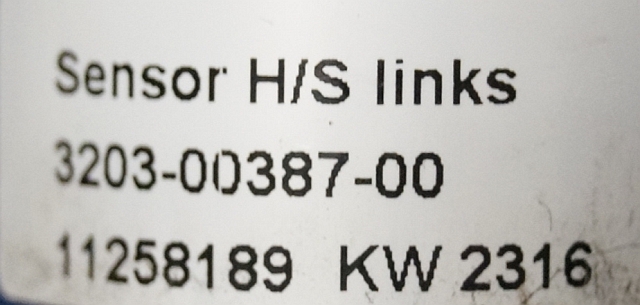 Sensor H/S links
3203-00387-00
11258189 KW 2316